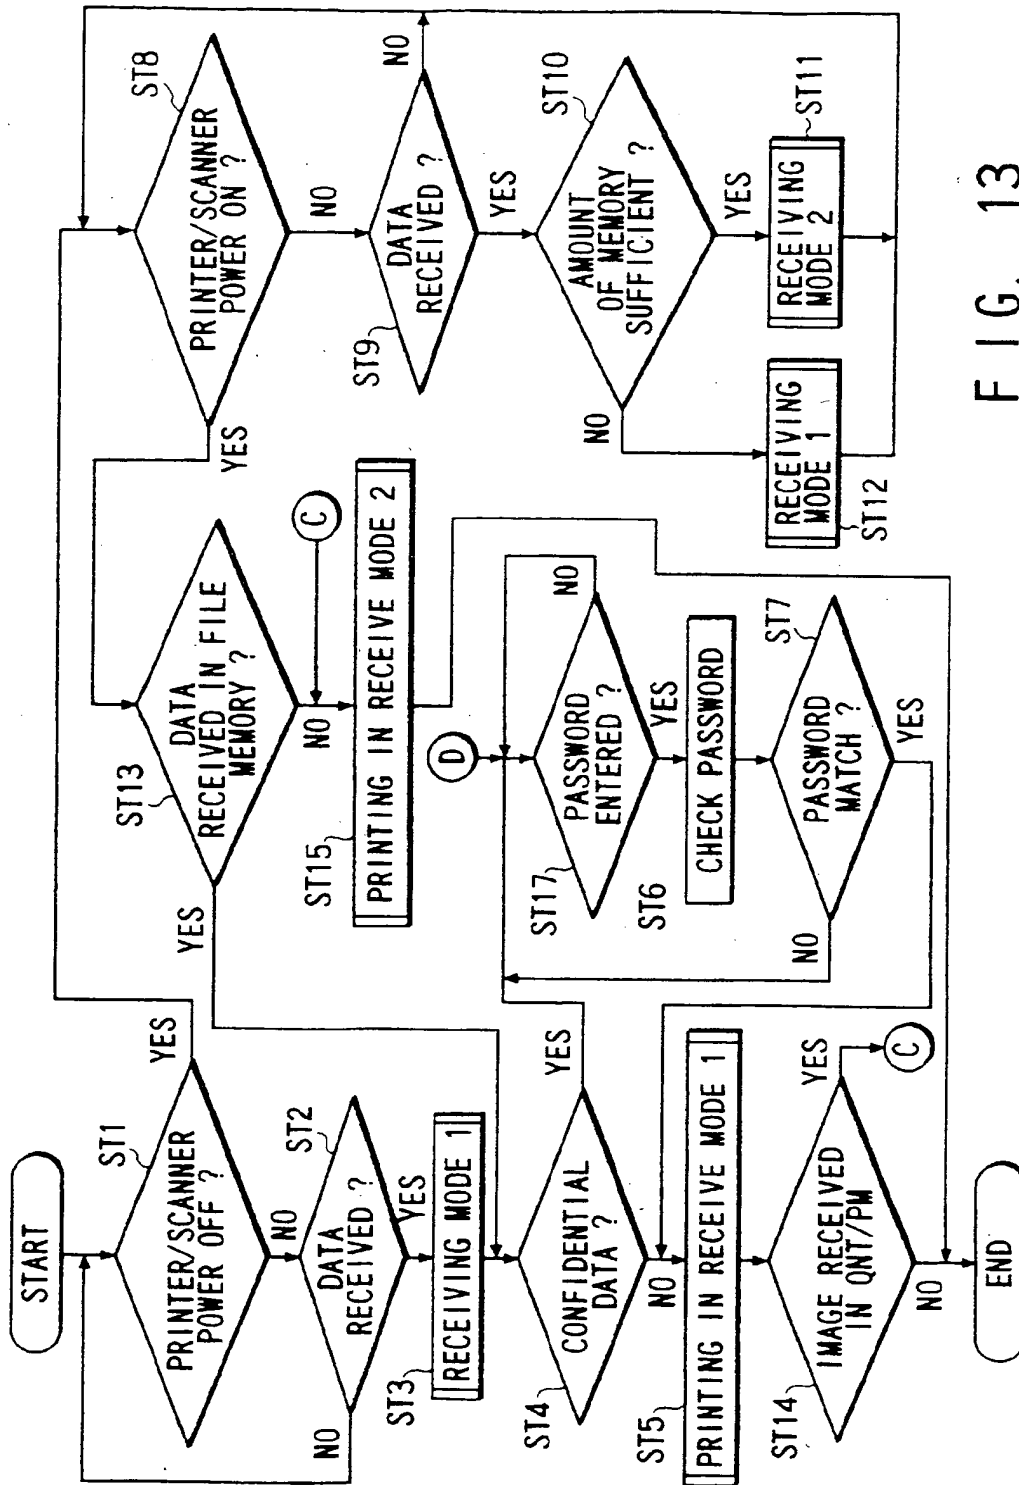 START
ST1
PRINTER/SCANNER
POWER OFF ?
YES
NO
ST2
DATA
RECEIVED ?
NO
YES
ST3
RECEIVING MODE 1
ST4
CONFIDENTIAL
DATA ?
YES
NO
ST5
PRINTING IN RECEIVE MODE 1
ST14
IMAGE RECEIVED
IN QNT/PM
YES
C
NO
END
ST13
DATA
RECEIVED IN FILE
MEMORY ?
YES
NO
C
ST15
PRINTING IN RECEIVE MODE 2
D
ST17
PASSWORD
ENTERED ?
NO
YES
ST6
CHECK PASSWORD
ST7
PASSWORD
MATCH ?
NO
YES
ST8
PRINTER/SCANNER
POWER ON ?
YES
NO
ST9
DATA
RECEIVED ?
NO
YES
ST10
AMOUNT
OF MEMORY
SUFFICIENT ?
NO
YES
ST12
RECEIVING
MODE 1
ST11
RECEIVING
MODE 2
FIG. 13